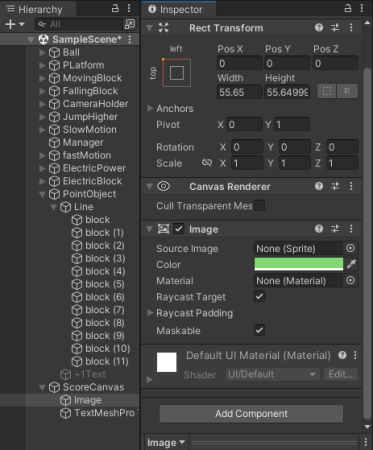 Hierarchy
All
SampleScene*
Ball
PLatform
MovingBlock
FallingBlock
CameraHolder
JumpHigher
SlowMotion
Manager
fastMotion
ElectricPower
ElectricBlock
PointObject
Line
block
block (1)
block (2)
block (3)
block (4)
block (5)
block (6)
block (7)
block (8)
block (9)
block (10)
block (11)
+1Text
ScoreCanvas
Image
TextMeshPro
Inspector
Rect Transform
left
top
Pos X Pos Y Pos Z
0 0 0
Width Height
55.65 55.64999
R
Anchors
Pivot X 0 Y 1
Rotation X 0 Y 0 Z 0
Scale X 1 Y 1 Z 1
Canvas Renderer
Cull Transparent Mes
Image
Source Image None (Sprite)
Color
Material None (Material)
Raycast Target
Raycast Padding
Maskable
Default UI Material (Material)
Shader UI/Default Edit...
Add Component
Image